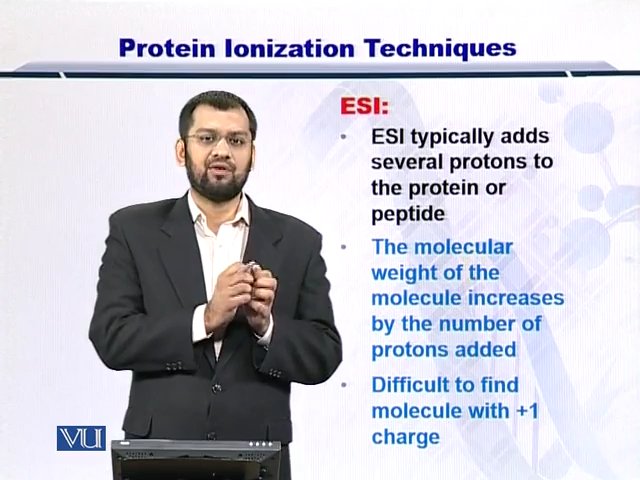 Protein Ionization Techniques
ESI:
• ESI typically adds
several protons to
the protein or
peptide
• The molecular
weight of the
molecule increases
by the number of
protons added
• Difficult to find
molecule with +1
charge
VU